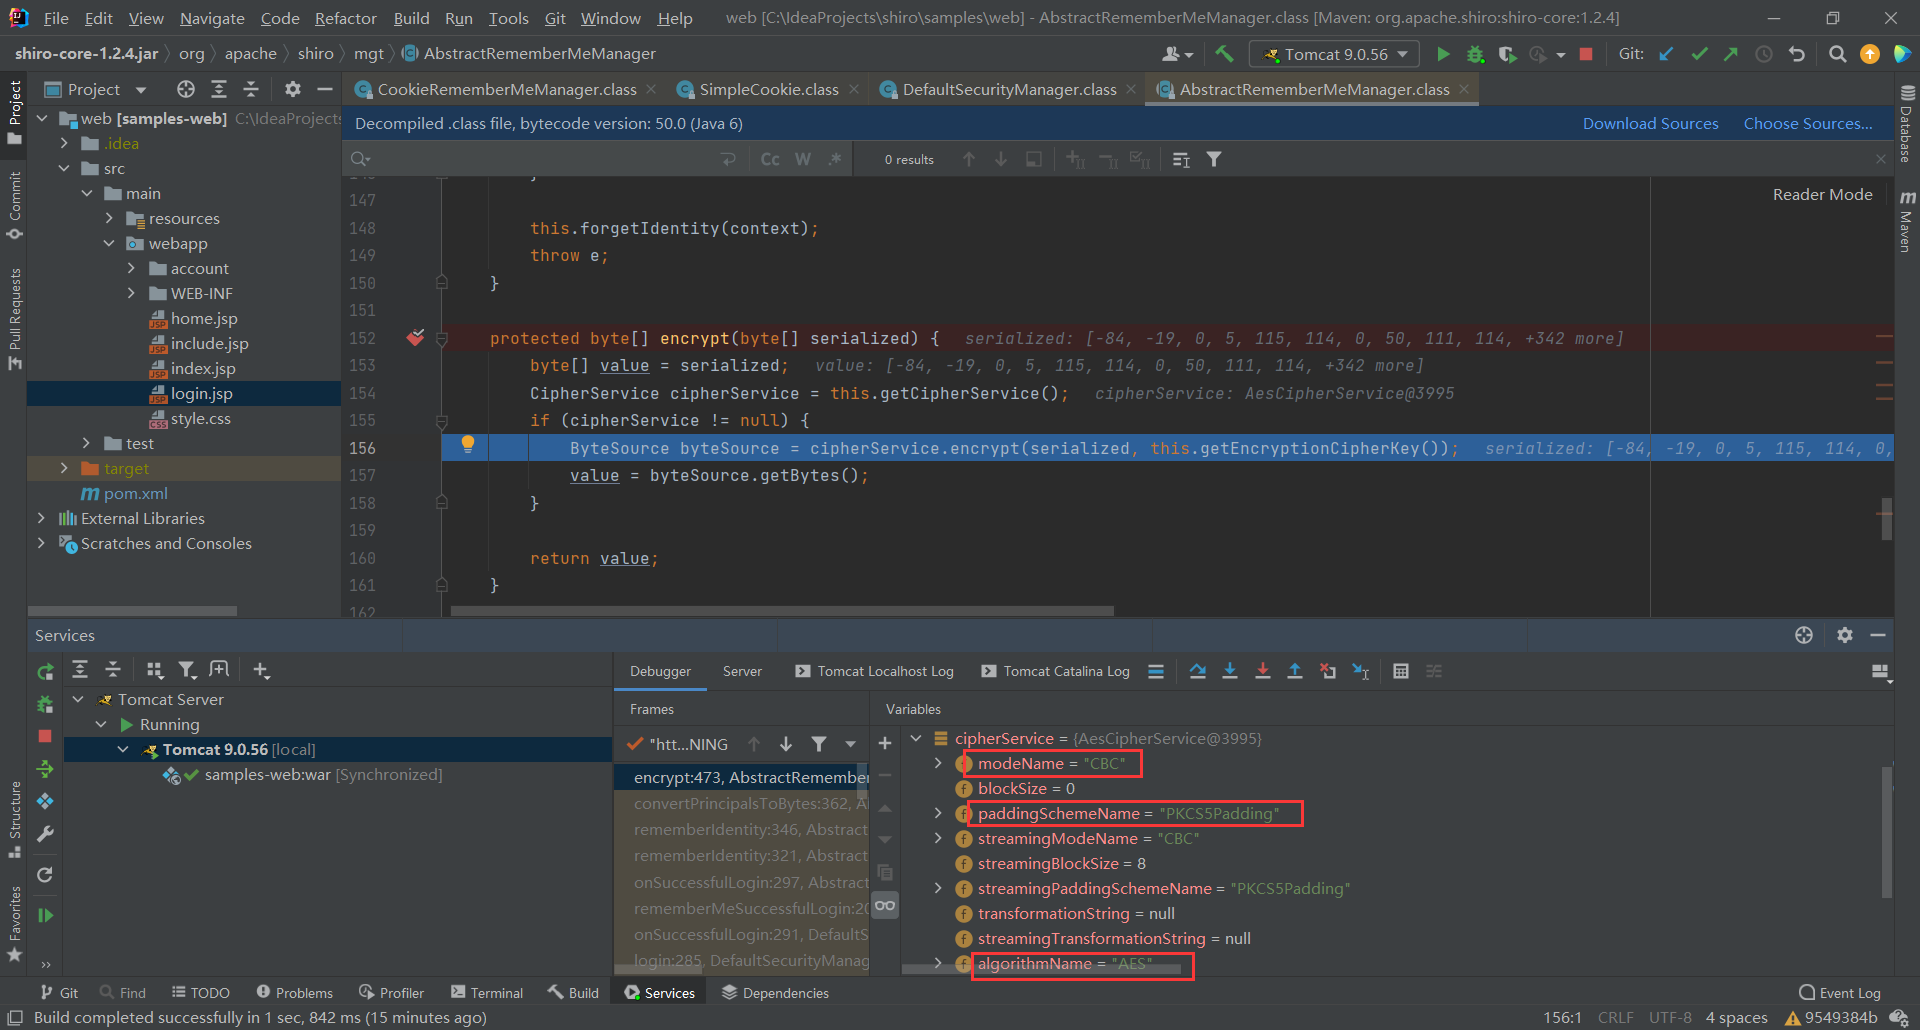 File Edit View Navigate Code Refactor Build Run Tools Git Window Help web [C:\IdeaProjects\shiro\samples\web] - AbstractRememberMeManager.class [Maven: org.apache.shiro:shiro-core:1.2.4]
shiro-core-1.2.4.jar org apache shiro mgt AbstractRememberMeManager Tomcat 9.0.56 Git:
Project CookieRememberMeManager.class SimpleCookie.class DefaultSecurityManager.class AbstractRememberMeManager.class
Decompiled .class file, bytecode version: 50.0 (Java 6) Download Sources Choose Sources...
Cc W .* 0 results
Reader Mode
Project
Commit
Pull Requests
Structure
Favorites
Database
Maven
web [samples-web] C:\IdeaProjects
.idea
src
main
resources
webapp
account
WEB-INF
home.jsp
include.jsp
index.jsp
login.jsp
style.css
test
target
pom.xml
External Libraries
Scratches and Consoles
147
148 this.forgetIdentity(context);
149 throw e;
150 }
151
152 protected byte[] encrypt(byte[] serialized) { serialized: [-84, -19, 0, 5, 115, 114, 0, 50, 111, 114, +342 more]
153 byte[] value = serialized; value: [-84, -19, 0, 5, 115, 114, 0, 50, 111, 114, +342 more]
154 CipherService cipherService = this.getCipherService(); cipherService: AesCipherService@3995
155 if (cipherService != null) {
156 ByteSource byteSource = cipherService.encrypt(serialized, this.getEncryptionCipherKey()); serialized: [-84, -19, 0, 5, 115, 114, 0,
157 value = byteSource.getBytes();
158 }
159
160 return value;
161 }
162
Services
Debugger Server Tomcat Localhost Log Tomcat Catalina Log
Tomcat Server
Running
Tomcat 9.0.56 [local]
samples-web:war [Synchronized]
Frames
"htt...NING
encrypt:473, AbstractRemember
convertPrincipalsToBytes:362, A
rememberIdentity:346, Abstract
rememberIdentity:321, Abstract
onSuccessfulLogin:297, Abstract
rememberMeSuccessfulLogin:20
onSuccessfulLogin:291, DefaultS
login:285, DefaultSecurityManag
Variables
cipherService = {AesCipherService@3995}
modeName = "CBC"
blockSize = 0
paddingSchemeName = "PKCS5Padding"
streamingModeName = "CBC"
streamingBlockSize = 8
streamingPaddingSchemeName = "PKCS5Padding"
transformationString = null
streamingTransformationString = null
algorithmName = "AES"
Git Find TODO Problems Profiler Terminal Build Services Dependencies Event Log
Build completed successfully in 1 sec, 842 ms (15 minutes ago) 156:1 CRLF UTF-8 4 spaces 9549384b